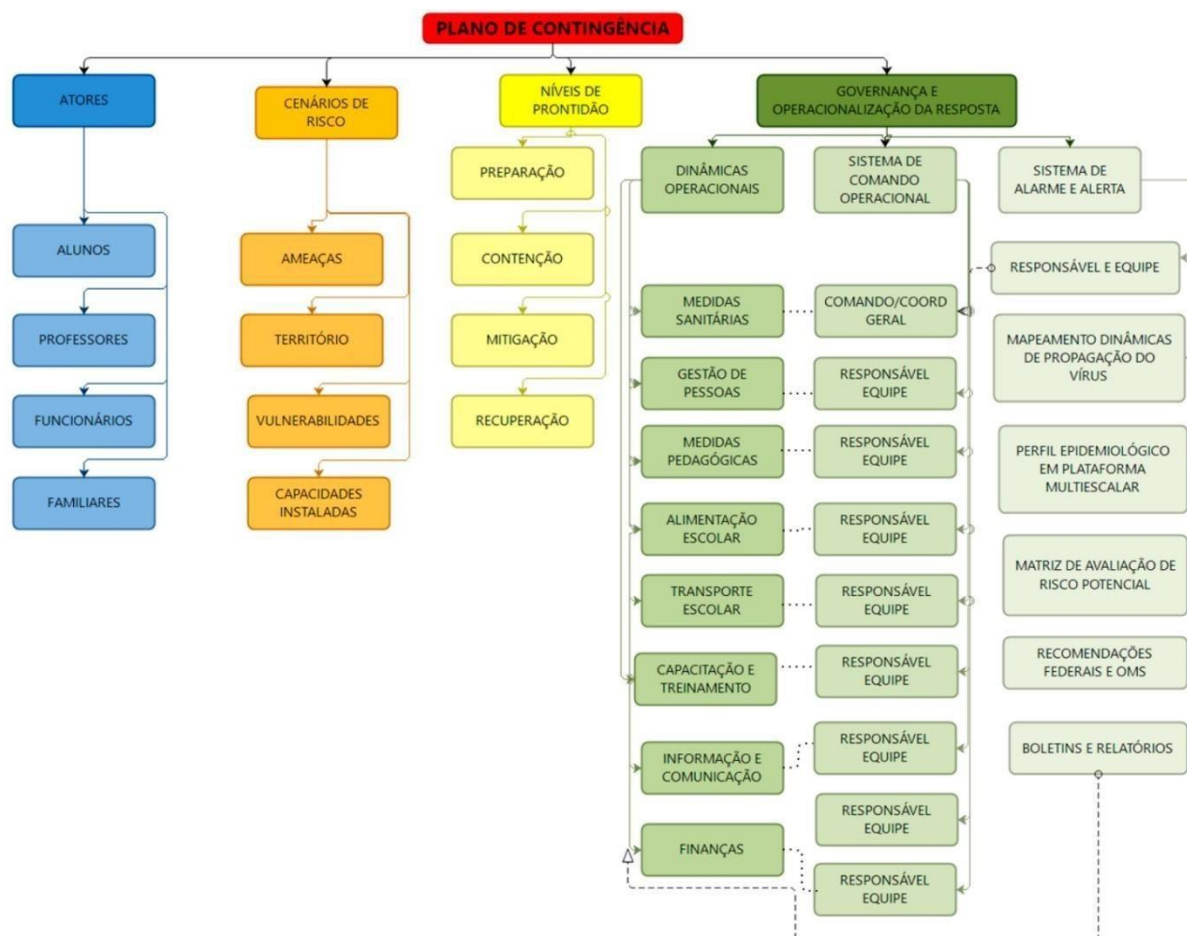 PLANO DE CONTINGÊNCIA
ATORES
CENÁRIOS DE
RISCO
NÍVEIS DE
PRONTIDÃO
GOVERNANÇA E
OPERACIONALIZAÇÃO DA RESPOSTA
ALUNOS
PROFESSORES
FUNCIONÁRIOS
FAMILIARES
AMEAÇAS
TERRITÓRIO
VULNERABILIDADES
CAPACIDADES
INSTALADAS
PREPARAÇÃO
CONTENÇÃO
MITIGAÇÃO
RECUPERAÇÃO
DINÂMICAS
OPERACIONAIS
MEDIDAS
SANITÁRIAS
GESTÃO DE
PESSOAS
MEDIDAS
PEDAGÓGICAS
ALIMENTAÇÃO
ESCOLAR
TRANSPORTE
ESCOLAR
CAPACITAÇÃO E
TREINAMENTO
INFORMAÇÃO E
COMUNICAÇÃO
FINANÇAS
SISTEMA DE
COMANDO
OPERACIONAL
COMANDO/COORD
GERAL
RESPONSÁVEL
EQUIPE
RESPONSÁVEL
EQUIPE
RESPONSÁVEL
EQUIPE
RESPONSÁVEL
EQUIPE
RESPONSÁVEL
EQUIPE
RESPONSÁVEL
EQUIPE
RESPONSÁVEL
EQUIPE
RESPONSÁVEL
EQUIPE
SISTEMA DE
ALARME E ALERTA
RESPONSÁVEL E EQUIPE
MAPEAMENTO DINÂMICAS
DE PROPAGAÇÃO DO
VÍRUS
PERFIL EPIDEMIOLÓGICO
EM PLATAFORMA
MULTIESCALAR
MATRIZ DE AVALIAÇÃO DE
RISCO POTENCIAL
RECOMENDAÇÕES
FEDERAIS E OMS
BOLETINS E RELATÓRIOS